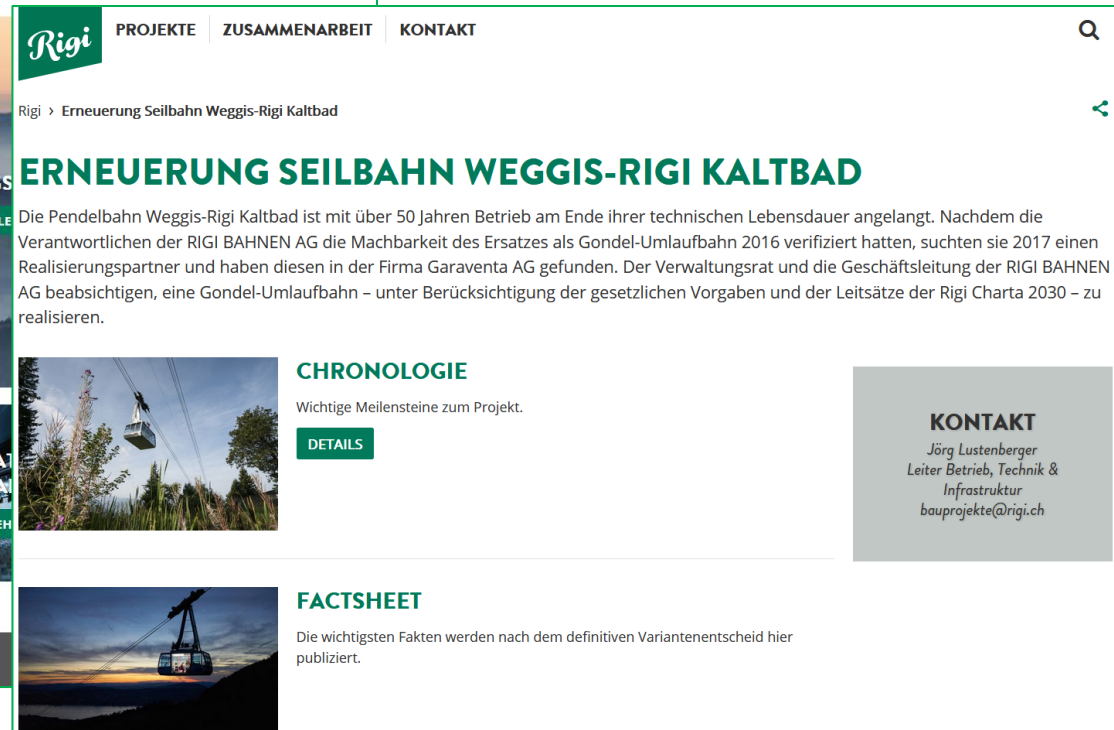 Rigi
PROJEKTE
ZUSAMMENARBEIT
KONTAKT
Rigi › Erneuerung Seilbahn Weggis-Rigi Kaltbad
ERNEUERUNG SEILBAHN WEGGIS-RIGI KALTBAD
Die Pendelbahn Weggis-Rigi Kaltbad ist mit über 50 Jahren Betrieb am Ende ihrer technischen Lebensdauer angelangt. Nachdem die
Verantwortlichen der RIGI BAHNEN AG die Machbarkeit des Ersatzes als Gondel-Umlaufbahn 2016 verifiziert hatten, suchten sie 2017 einen
Realisierungspartner und haben diesen in der Firma Garaventa AG gefunden. Der Verwaltungsrat und die Geschäftsleitung der RIGI BAHNEN
AG beabsichtigen, eine Gondel-Umlaufbahn – unter Berücksichtigung der gesetzlichen Vorgaben und der Leitsätze der Rigi Charta 2030 – zu
realisieren.
CHRONOLOGIE
Wichtige Meilensteine zum Projekt.
DETAILS
KONTAKT
Jörg Lustenberger
Leiter Betrieb, Technik &
Infrastruktur
bauprojekte@rigi.ch
FACTSHEET
Die wichtigsten Fakten werden nach dem definitiven Variantenentscheid hier
publiziert.